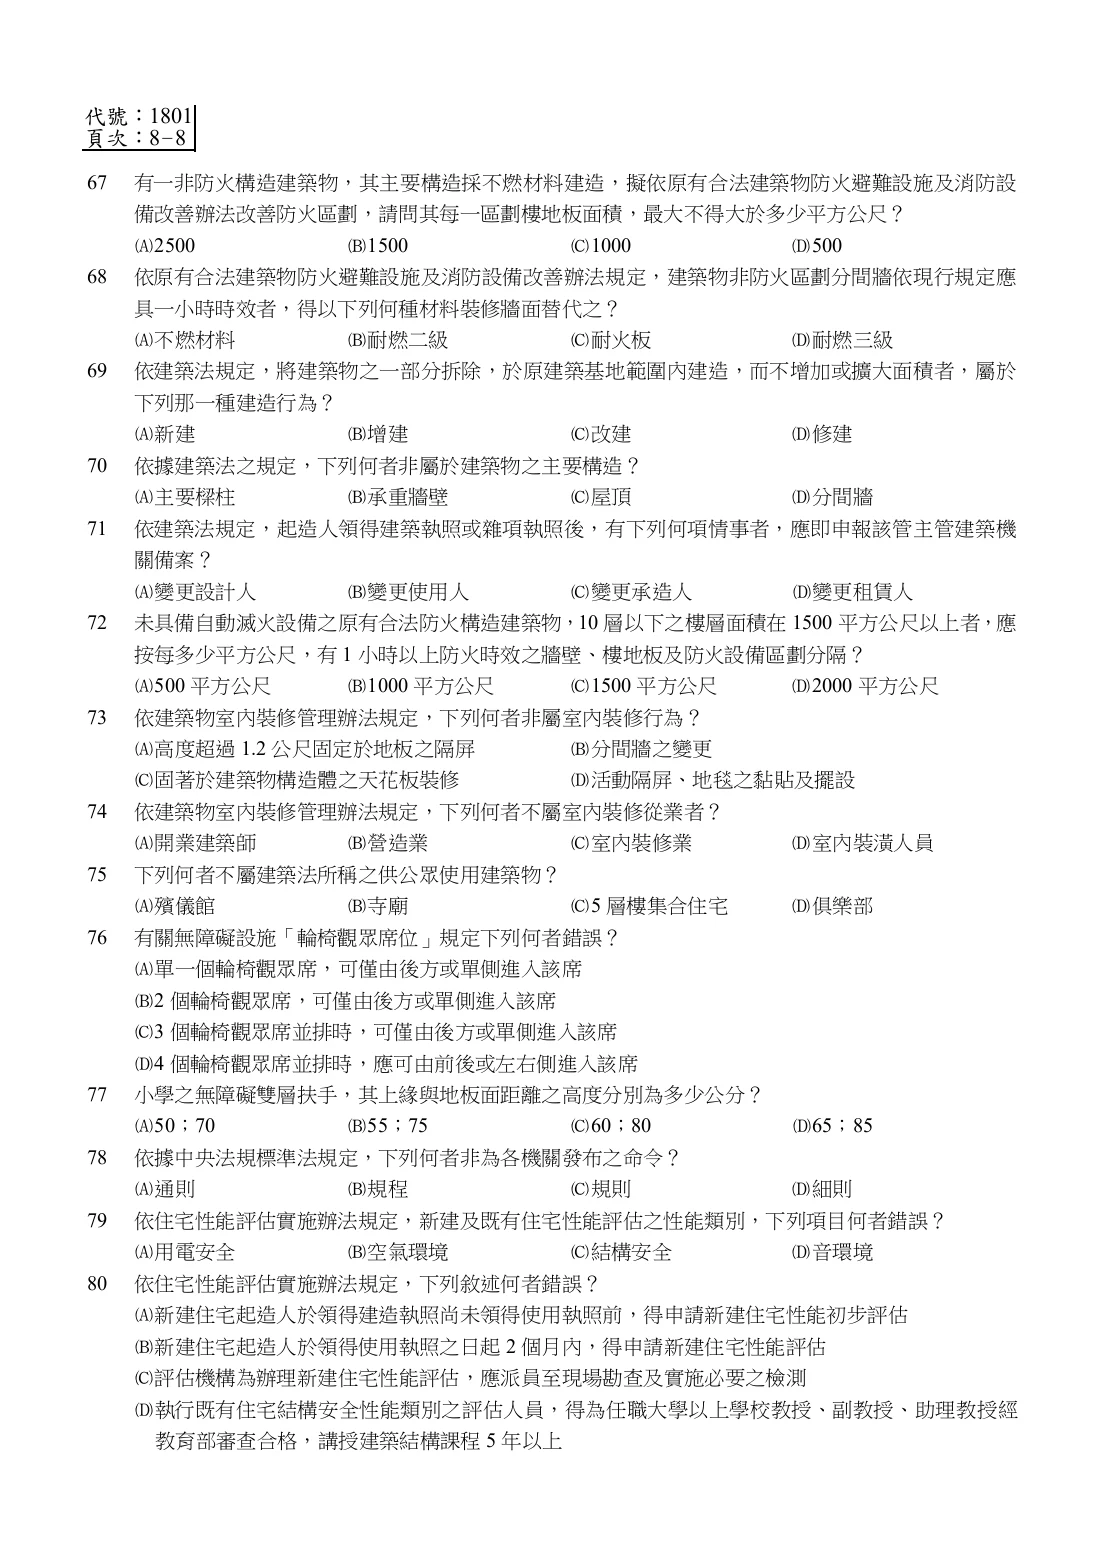 代號：1801
頁次：8－8
67 有一非防火構造建築物，其主要構造採不燃材料建造，擬依原有合法建築物防火避難設施及消防設
備改善辦法改善防火區劃，請問其每一區劃樓地板面積，最大不得大於多少平方公尺？
(A)2500 (B)1500 (C)1000 (D)500
68 依原有合法建築物防火避難設施及消防設備改善辦法規定，建築物非防火區劃分間牆依現行規定應
具一小時時效者，得以下列何種材料裝修牆面替代之？
(A)不燃材料 (B)耐燃二級 (C)耐火板 (D)耐燃三級
69 依建築法規定，將建築物之一部分拆除，於原建築基地範圍內建造，而不增加或擴大面積者，屬於
下列那一種建造行為？
(A)新建 (B)增建 (C)改建 (D)修建
70 依據建築法之規定，下列何者非屬於建築物之主要構造？
(A)主要樑柱 (B)承重牆壁 (C)屋頂 (D)分間牆
71 依建築法規定，起造人領得建築執照或雜項執照後，有下列何項情事者，應即申報該管主管建築機
關備案？
(A)變更設計人 (B)變更使用人 (C)變更承造人 (D)變更租賃人
72 未具備自動滅火設備之原有合法防火構造建築物，10 層以下之樓層面積在 1500 平方公尺以上者，應
按每多少平方公尺，有 1 小時以上防火時效之牆壁、樓地板及防火設備區劃分隔？
(A)500 平方公尺 (B)1000 平方公尺 (C)1500 平方公尺 (D)2000 平方公尺
73 依建築物室內裝修管理辦法規定，下列何者非屬室內裝修行為？
(A)高度超過 1.2 公尺固定於地板之隔屏 (B)分間牆之變更
(C)固著於建築物構造體之天花板裝修 (D)活動隔屏、地毯之黏貼及擺設
74 依建築物室內裝修管理辦法規定，下列何者不屬室內裝修從業者？
(A)開業建築師 (B)營造業 (C)室內裝修業 (D)室內裝潢人員
75 下列何者不屬建築法所稱之供公眾使用建築物？
(A)殯儀館 (B)寺廟 (C)5 層樓集合住宅 (D)俱樂部
76 有關無障礙設施「輪椅觀眾席位」規定下列何者錯誤？
(A)單一個輪椅觀眾席，可僅由後方或單側進入該席
(B)2 個輪椅觀眾席，可僅由後方或單側進入該席
(C)3 個輪椅觀眾席並排時，可僅由後方或單側進入該席
(D)4 個輪椅觀眾席並排時，應可由前後或左右側進入該席
77 小學之無障礙雙層扶手，其上緣與地板面距離之高度分別為多少公分？
(A)50；70 (B)55；75 (C)60；80 (D)65；85
78 依據中央法規標準法規定，下列何者非為各機關發布之命令？
(A)通則 (B)規程 (C)規則 (D)細則
79 依住宅性能評估實施辦法規定，新建及既有住宅性能評估之性能類別，下列項目何者錯誤？
(A)用電安全 (B)空氣環境 (C)結構安全 (D)音環境
80 依住宅性能評估實施辦法規定，下列敘述何者錯誤？
(A)新建住宅起造人於領得建造執照尚未領得使用執照前，得申請新建住宅性能初步評估
(B)新建住宅起造人於領得使用執照之日起 2 個月內，得申請新建住宅性能評估
(C)評估機構為辦理新建住宅性能評估，應派員至現場勘查及實施必要之檢測
(D)執行既有住宅結構安全性能類別之評估人員，得為任職大學以上學校教授、副教授、助理教授經
教育部審查合格，講授建築結構課程 5 年以上